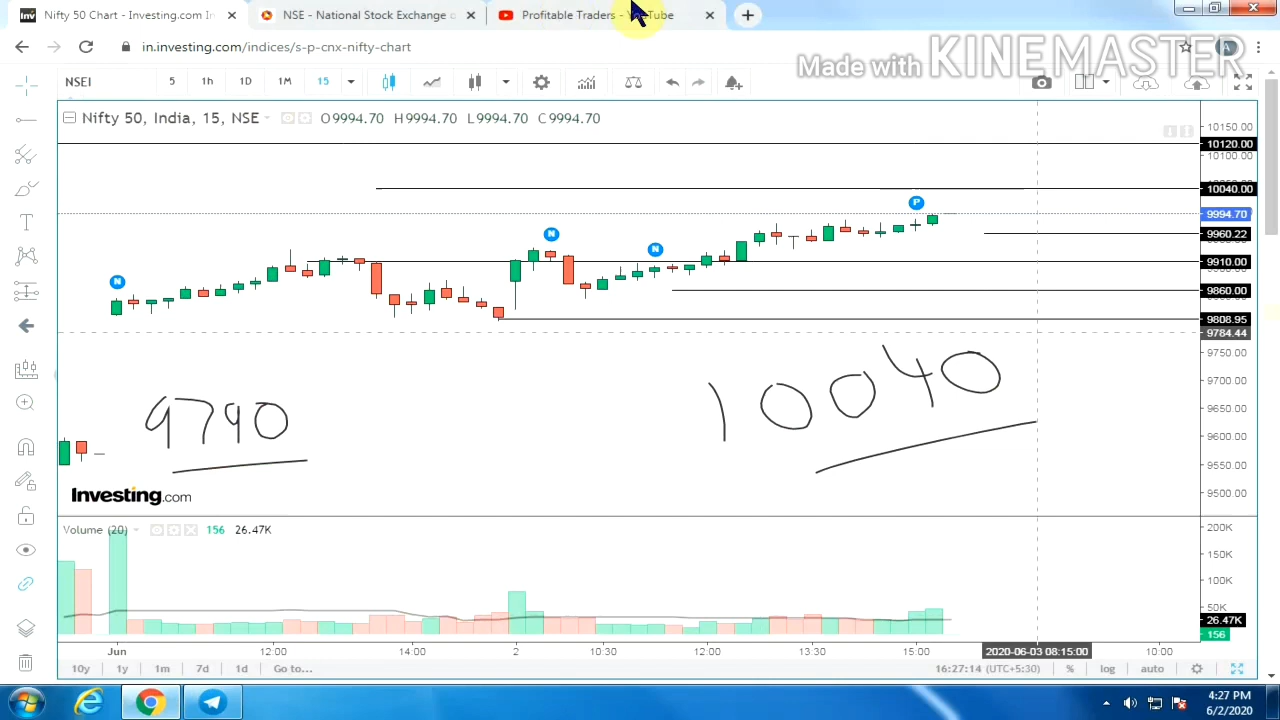 Nifty 50 Chart - Investing.com In
NSE - National Stock Exchange o
Profitable Traders - YouTube
in.investing.com/indices/s-p-cnx-nifty-chart
A
Made with KINEMASTER
NSEI 5 1h 1D 1M 15
Nifty 50, India, 15, NSE O9994.70 H9994.70 L9994.70 C9994.70
10150.00
10120.00
10100.00
10040.00
P
9994.70
N
9960.22
N
9910.00
N
9860.00
9808.95
9784.44
9750.00
9700.00
9650.00
9600.00
9550.00
9500.00
9790
10040
Investing.com
Volume (20) 156 26.47K
200K
150K
100K
50K
26.47K
156
Jun 12:00 14:00 2 10:30 12:00 13:30 15:00 2020-06-03 08:15:00 10:00
10y 1y 1m 7d 1d Go to... 16:27:14 (UTC+5:30) % log auto
4:27 PM
6/2/2020